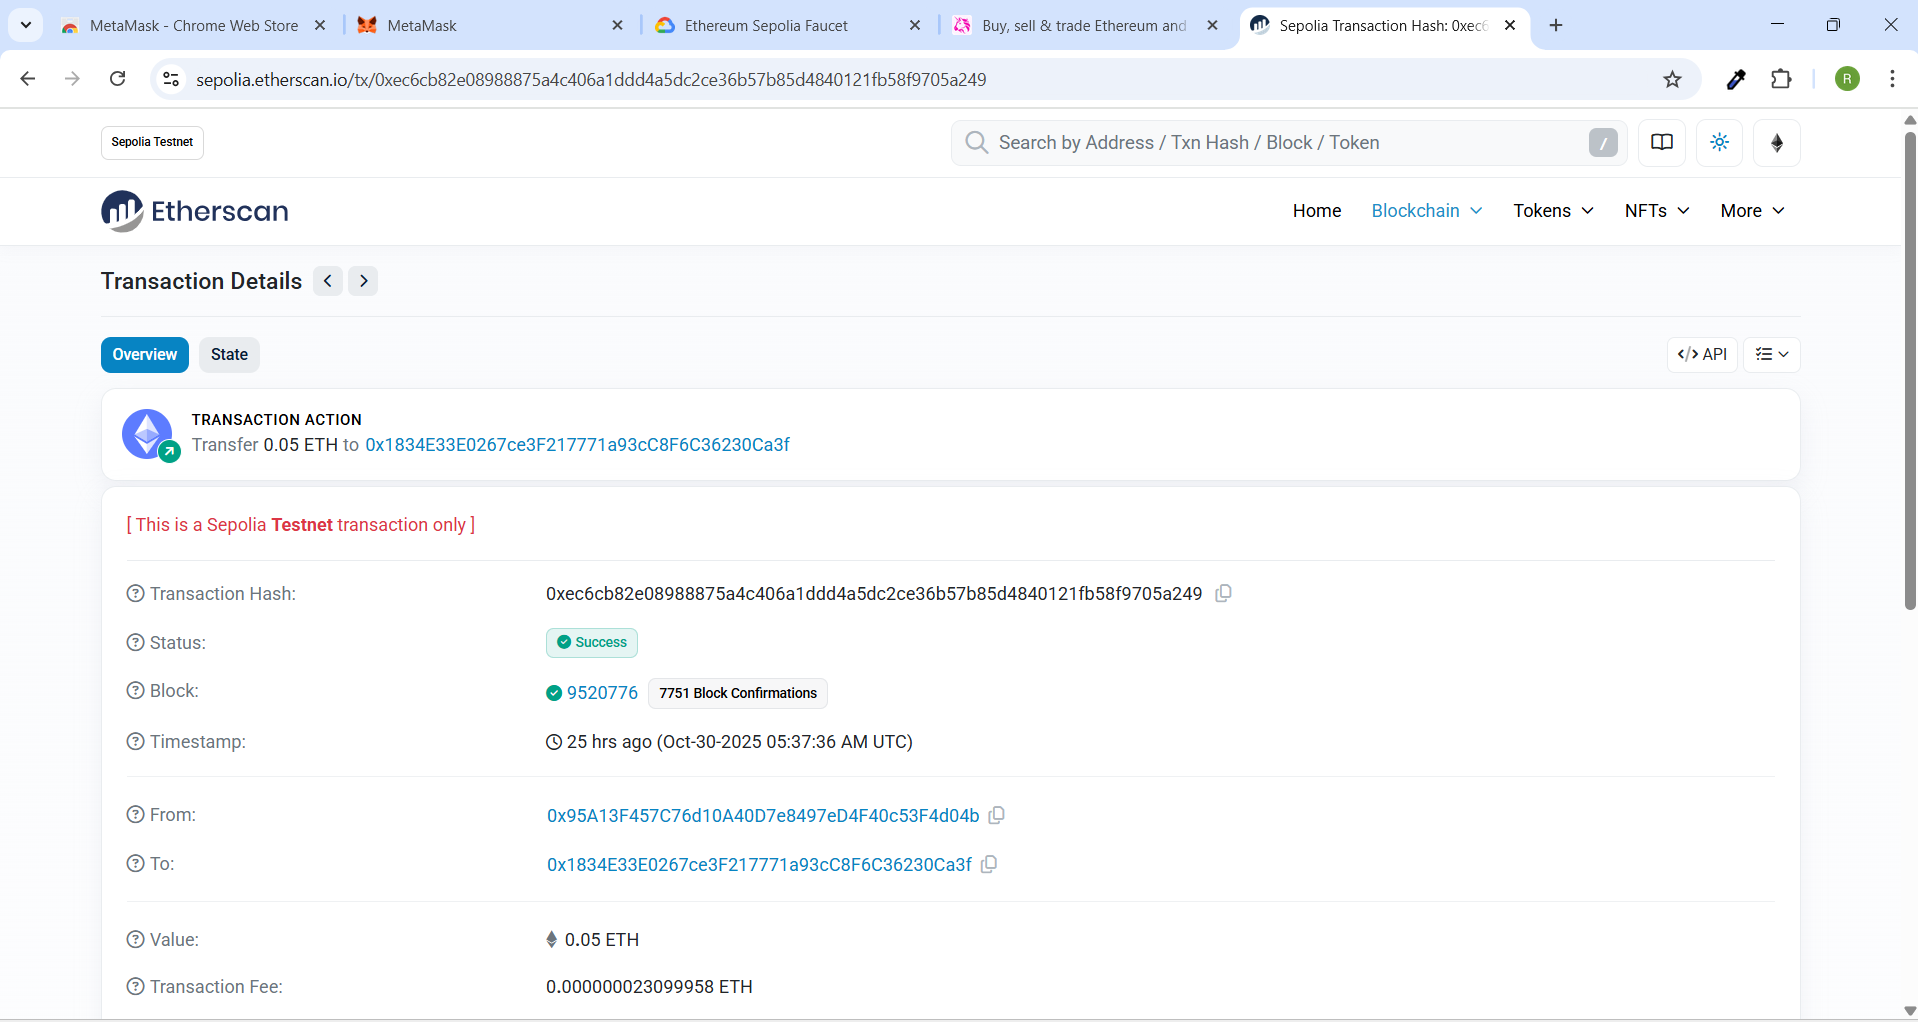 MetaMask - Chrome Web Store
MetaMask
Ethereum Sepolia Faucet
Buy, sell & trade Ethereum and
Sepolia Transaction Hash: 0xec6
sepolia.etherscan.io/tx/0xec6cb82e08988875a4c406a1ddd4a5dc2ce36b57b85d4840121fb58f9705a249
R
Sepolia Testnet
Search by Address / Txn Hash / Block / Token
/
Etherscan
Home
Blockchain
Tokens
NFTs
More
Transaction Details
Overview
State
</> API
TRANSACTION ACTION
Transfer 0.05 ETH to 0x1834E33E0267ce3F217771a93cC8F6C36230Ca3f
[ This is a Sepolia Testnet transaction only ]
Transaction Hash: 0xec6cb82e08988875a4c406a1ddd4a5dc2ce36b57b85d4840121fb58f9705a249
Status: Success
Block: 9520776 7751 Block Confirmations
Timestamp: 25 hrs ago (Oct-30-2025 05:37:36 AM UTC)
From: 0x95A13F457C76d10A40D7e8497eD4F40c53F4d04b
To: 0x1834E33E0267ce3F217771a93cC8F6C36230Ca3f
Value: 0.05 ETH
Transaction Fee: 0.000000023099958 ETH